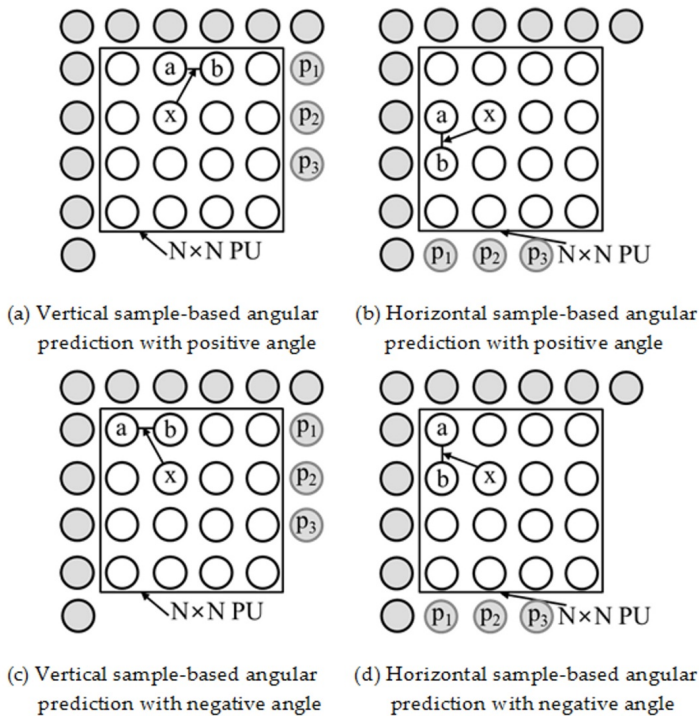 a b p1
x p2
p3
N×N PU
a x
b
p1 p2 p3 N×N PU
(a) Vertical sample-based angular
prediction with positive angle
(b) Horizontal sample-based angular
prediction with positive angle
a b p1
x p2
p3
N×N PU
a
b x
p1 p2 p3 N×N PU
(c) Vertical sample-based angular
prediction with negative angle
(d) Horizontal sample-based angular
prediction with negative angle